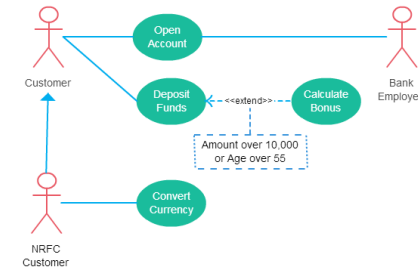 Open
Account
Customer
Bank
Employe
Deposit
Funds
<<extend>>
Calculate
Bonus
Amount over 10,000
or Age over 55
Convert
Currency
NRFC
Customer